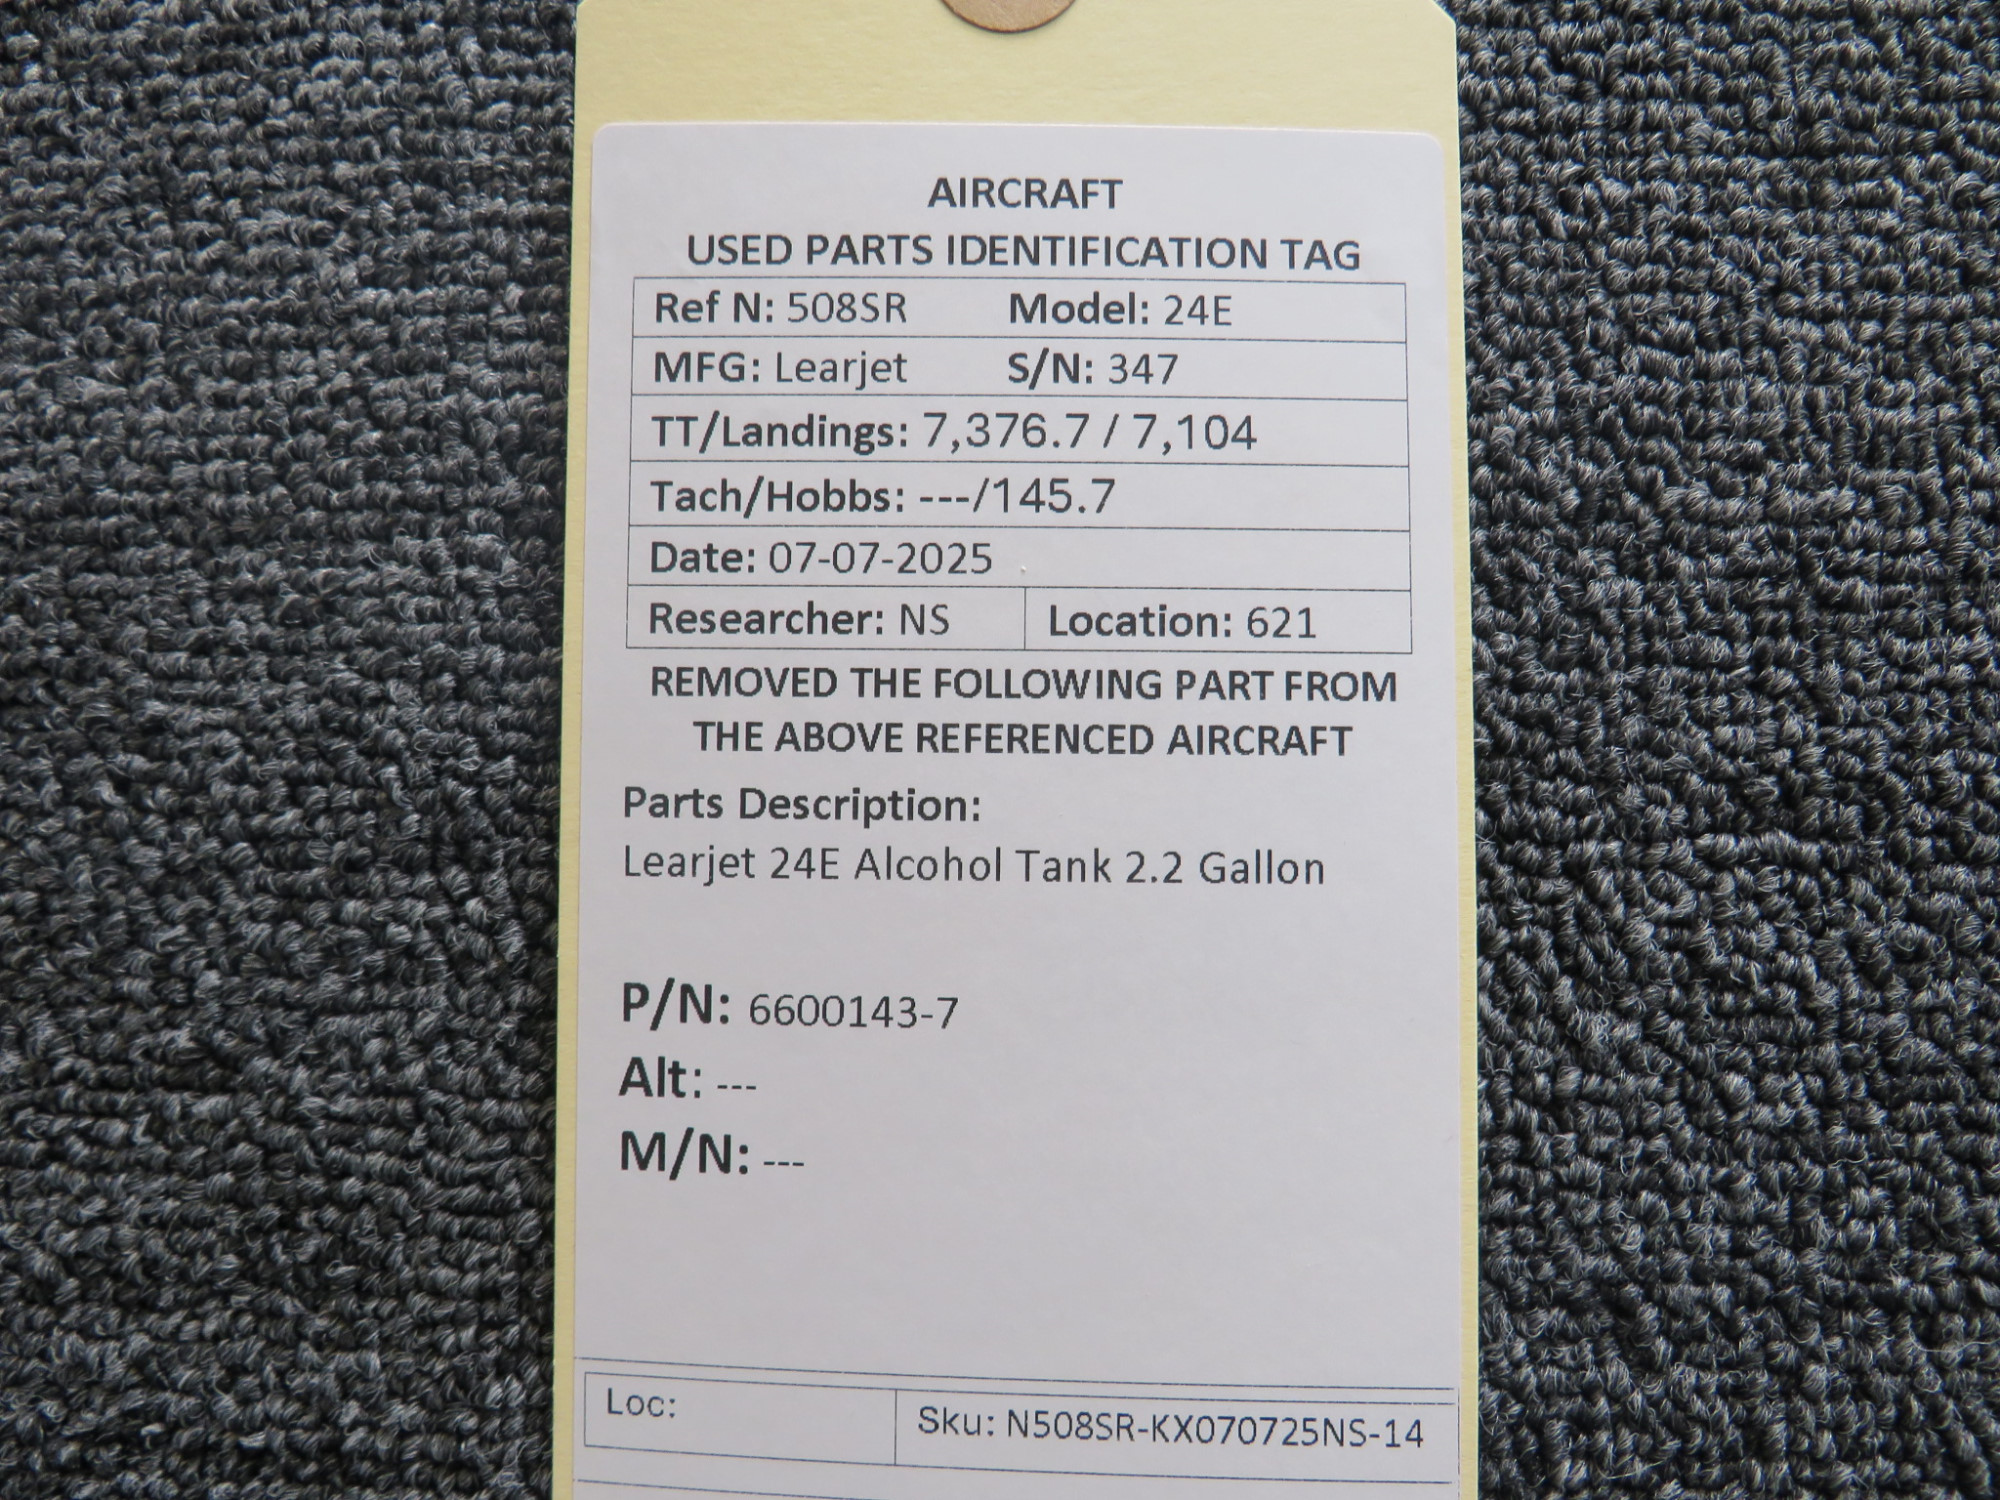 AIRCRAFT
USED PARTS IDENTIFICATION TAG
Ref N: 508SR Model: 24E
MFG: Learjet S/N: 347
TT/Landings: 7,376.7 / 7,104
Tach/Hobbs: ---/145.7
Date: 07-07-2025
Researcher: NS Location: 621
REMOVED THE FOLLOWING PART FROM
THE ABOVE REFERENCED AIRCRAFT
Parts Description:
Learjet 24E Alcohol Tank 2.2 Gallon
P/N: 6600143-7
Alt: ---
M/N: ---
Loc: Sku: N508SR-KX070725NS-14